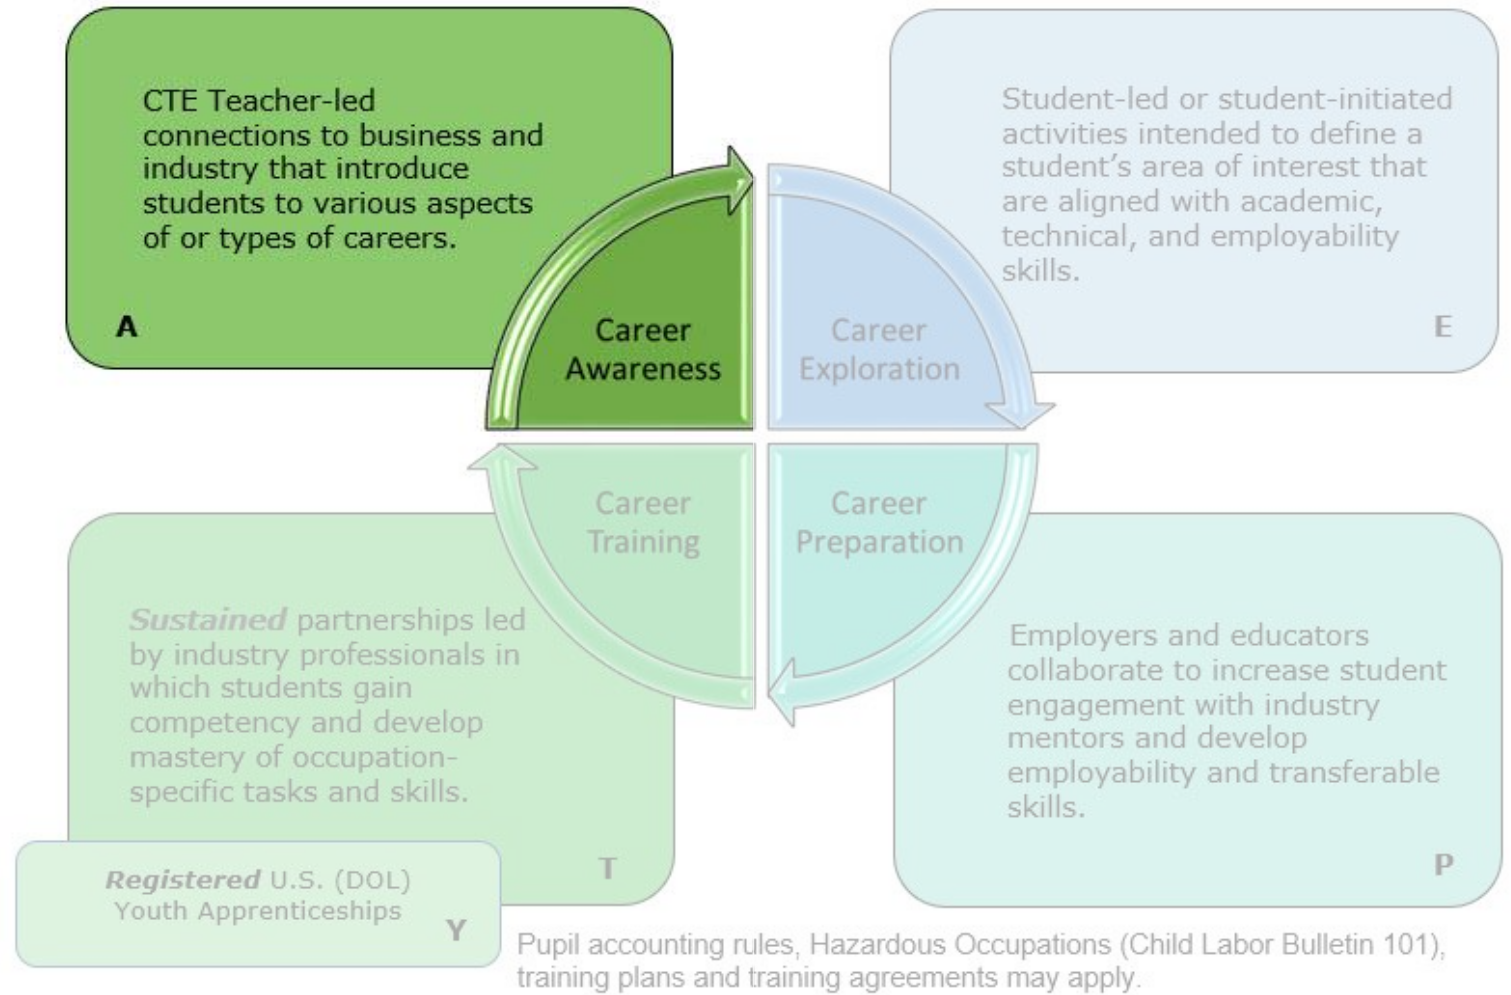 CTE Teacher-led
connections to business and
industry that introduce
students to various aspects
of or types of careers.
A
Student-led or student-initiated
activities intended to define a
student’s area of interest that
are aligned with academic,
technical, and employability
skills.
E
Career
Awareness
Career
Exploration
Career
Training
Career
Preparation
Sustained partnerships led
by industry professionals in
which students gain
competency and develop
mastery of occupation-
specific tasks and skills.
T
Registered U.S. (DOL)
Youth Apprenticeships
Y
Employers and educators
collaborate to increase student
engagement with industry
mentors and develop
employability and transferable
skills.
P
Pupil accounting rules, Hazardous Occupations (Child Labor Bulletin 101),
training plans and training agreements may apply.